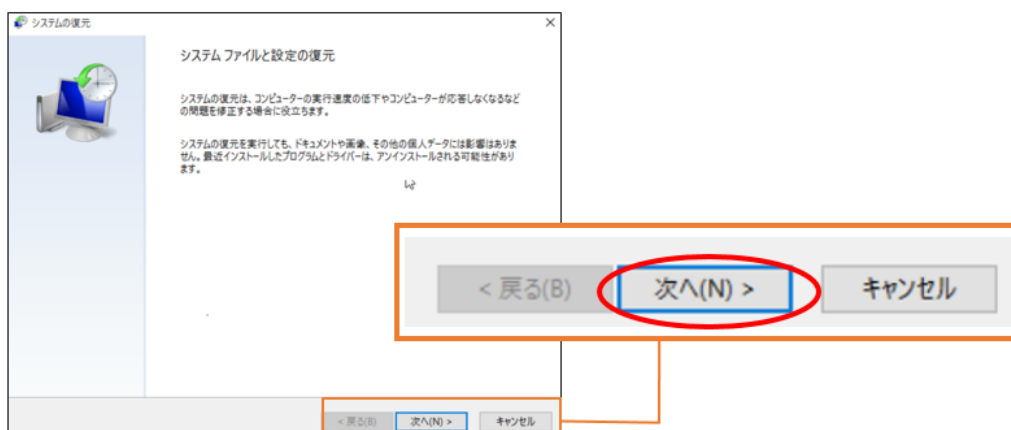 システムの復元
システム ファイルと設定の復元
システムの復元は、コンピューターの実行速度の低下やコンピューターが応答しなくなるなど
の問題を修正する場合に役立ちます。
システムの復元を実行しても、ドキュメントや画像、その他の個人データには影響はありま
せん。最近インストールしたプログラムとドライバーは、アンインストールされる可能性があり
ます。
< 戻る(B) 次へ(N) > キャンセル
< 戻る(B) 次へ(N) > キャンセル